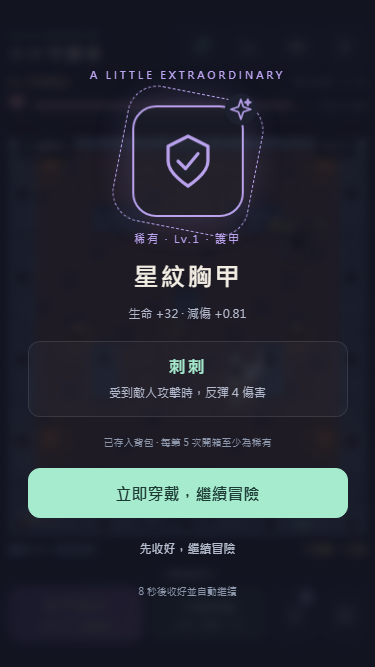 A LITTLE EXTRAORDINARY
稀有 · Lv.1 · 護甲
星紋胸甲
生命 +32 · 減傷 +0.81
刺刺
受到敵人攻擊時，反彈 4 傷害
已存入背包 · 每第 5 次開箱至少為稀有
立即穿戴，繼續冒險
先收好，繼續冒險
8 秒後收好並自動繼續